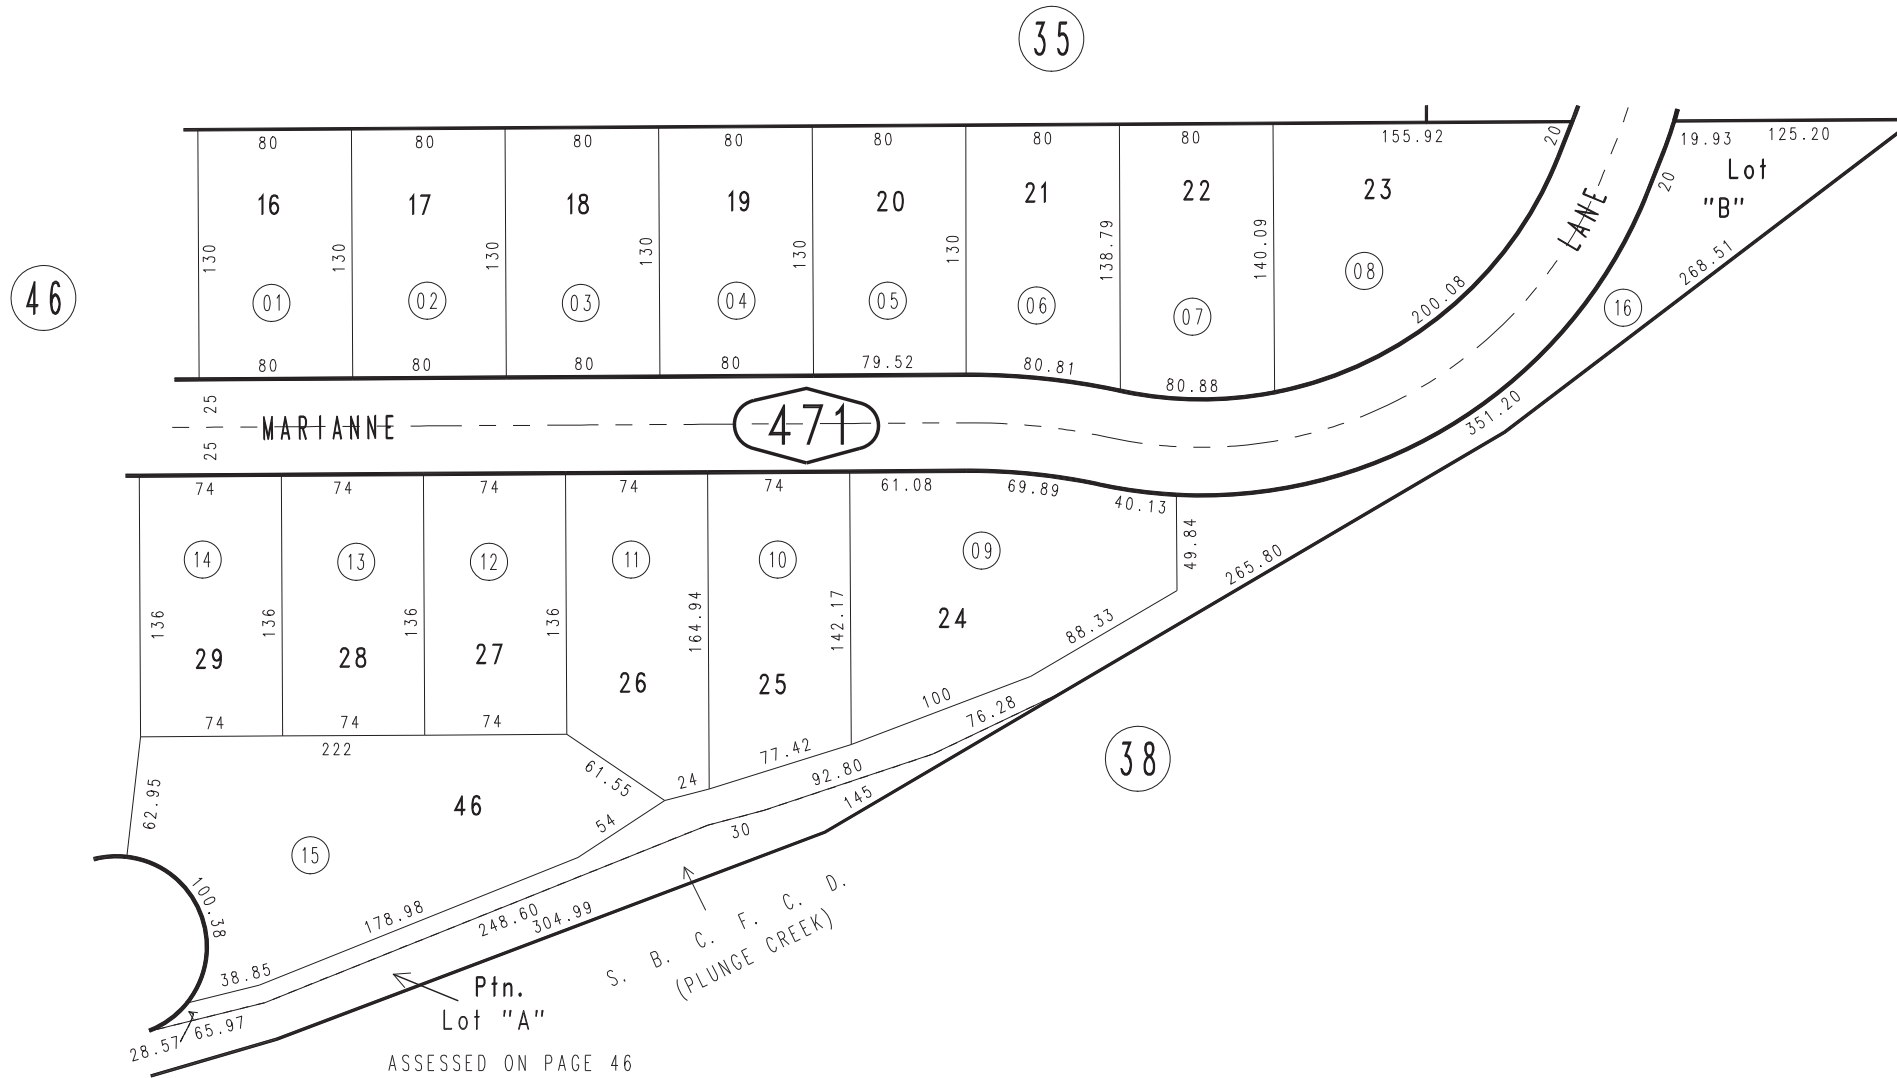 35
80 80 80 80 80 80 80 155.92 20 19.93 125.20
16 17 18 19 20 21 22 23 20 Lot
"B"
130 130 130 130 130 130 138.79 140.09 LANE 268.51
46 01 02 03 04 05 06 07 08 200.08 16
80 80 80 80 79.52 80.81 80.88
25
MARIANNE 471 351.20
25
74 74 74 74 74 61.08 69.89 40.13
14 13 12 11 10 09 49.84 265.80
136 136 136 136 164.94 142.17 24 88.33
29 28 27 26 25 100 76.28
74 74 74
222 61.55 77.42 38
62.95 46 54 24 92.80 145
15 30
100.38 178.98 248.60 304.99 S. B. C. F. C. D.
(PLUNGE CREEK)
38.85
Ptn.
65.97 Lot "A"
28.57
ASSESSED ON PAGE 46